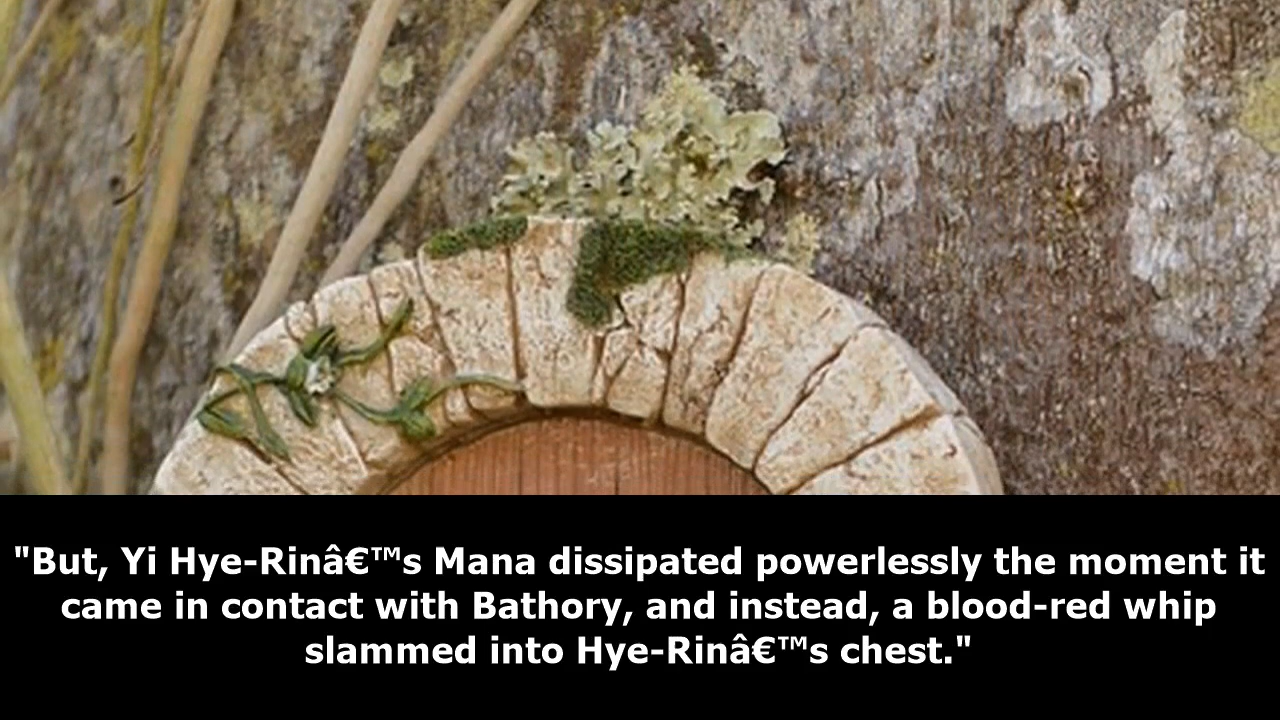 "But, Yi Hye-Rinâ€™s Mana dissipated powerlessly the moment it
came in contact with Bathory, and instead, a blood-red whip
slammed into Hye-Rinâ€™s chest."